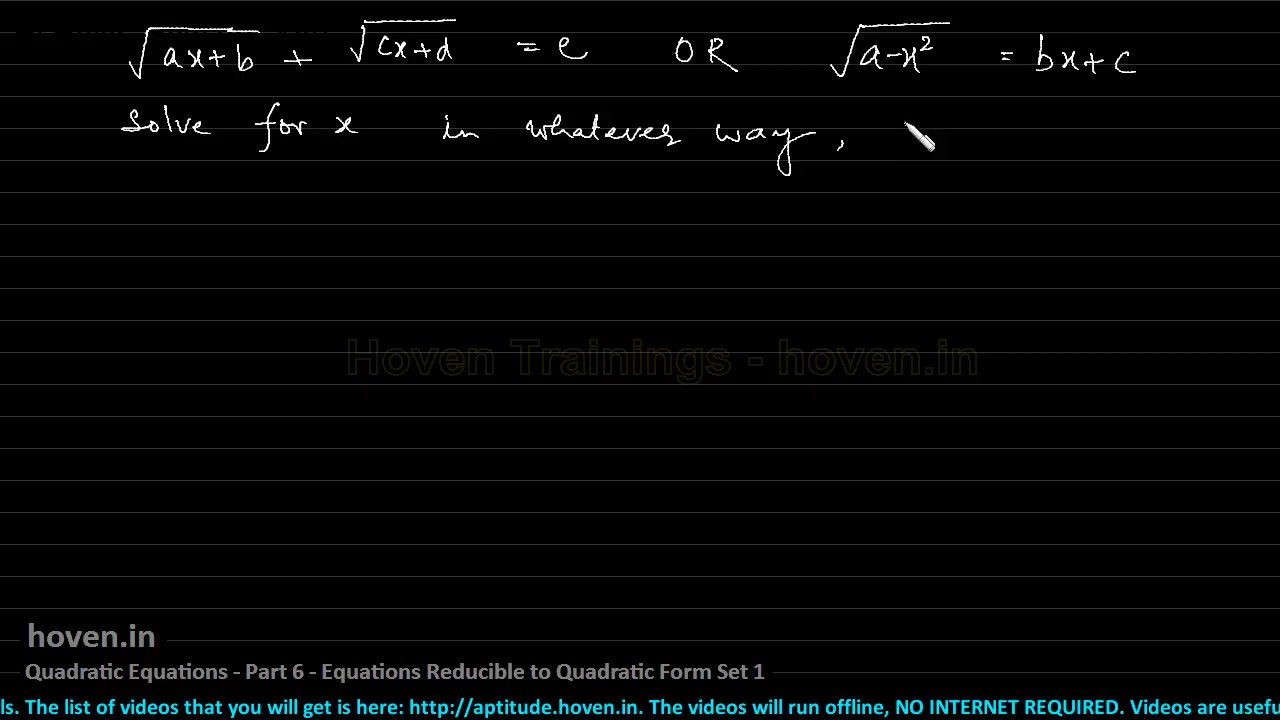 √ax+b + √cx+d = e OR √a-x² = bx+c
solve for x in whatever way,
Hoven Trainings - hoven.in
hoven.in
Quadratic Equations - Part 6 - Equations Reducible to Quadratic Form Set 1
ls. The list of videos that you will get is here: http://aptitude.hoven.in. The videos will run offline, NO INTERNET REQUIRED. Videos are usefu